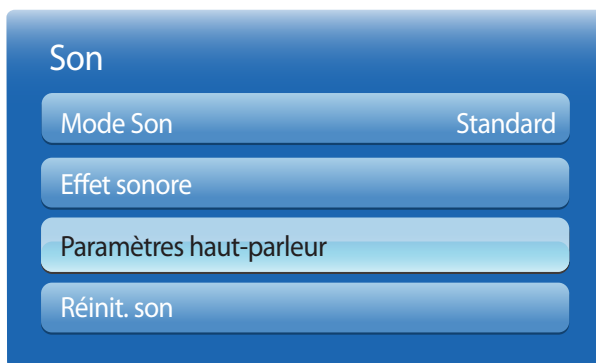 Son
Mode Son Standard
Effet sonore
Paramètres haut-parleur
Réinit. son